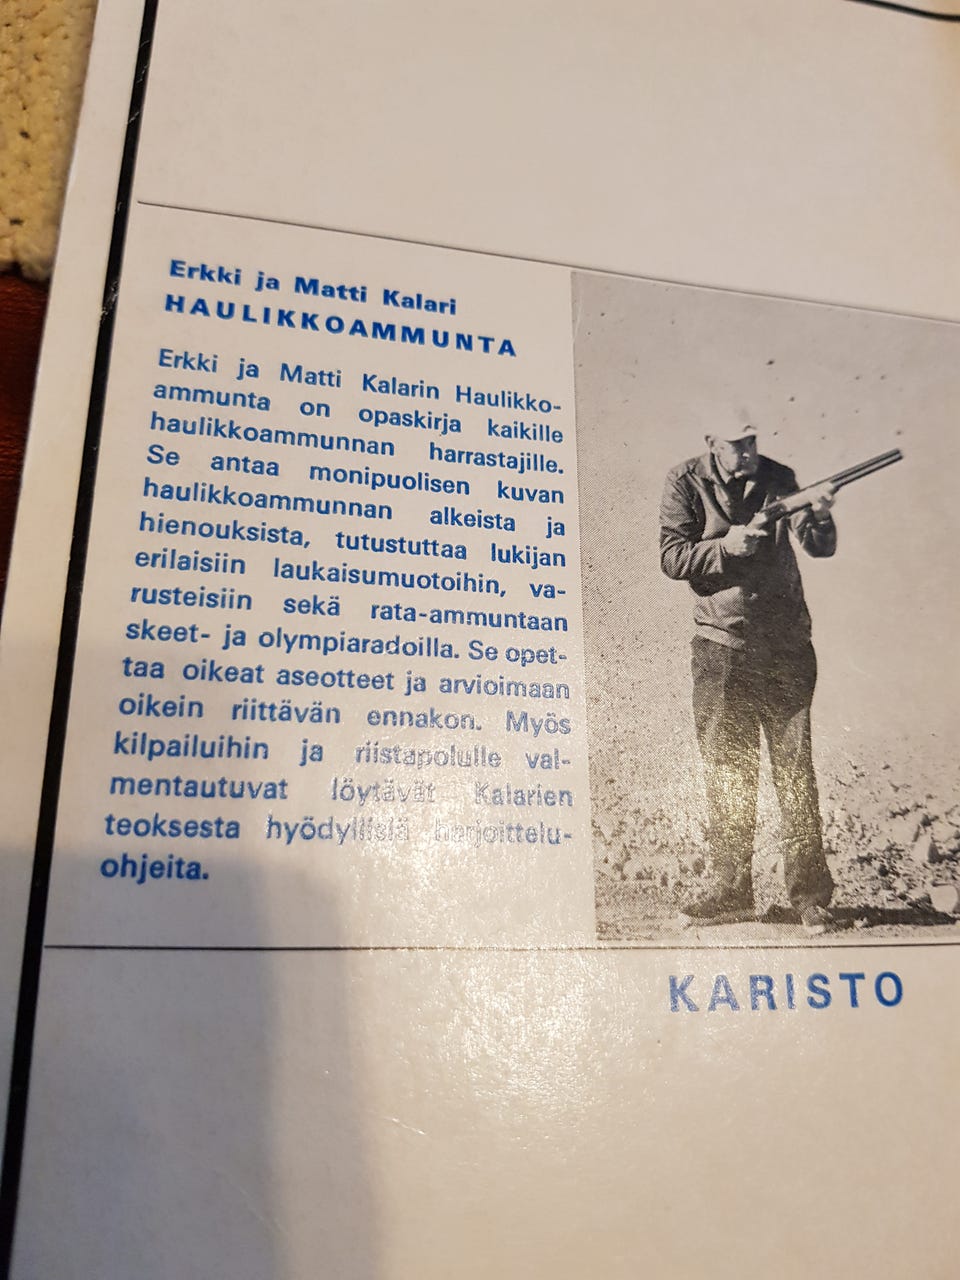 Erkki ja Matti Kalari
HAULIKKOAMMUNTA
Erkki ja Matti Kalarin Haulikko-
ammunta on opaskirja kaikille
haulikkoammunnan harrastajille.
Se antaa monipuolisen kuvan
haulikkoammunnan alkeista ja
hienouksista, tutustuttaa lukijan
erilaisiin laukaisumuotoihin, va-
rusteisiin sekä rata-ammuntaan
skeet- ja olympiaradoilla. Se opet-
taa oikeat aseotteet ja arvioimaan
oikein riittävän ennakon. Myös
kilpailuihin ja riistapolulle val-
mentautuvat löytävät Kalarien
teoksesta hyödyllisiä harjoittelu-
ohjeita.
KARISTO